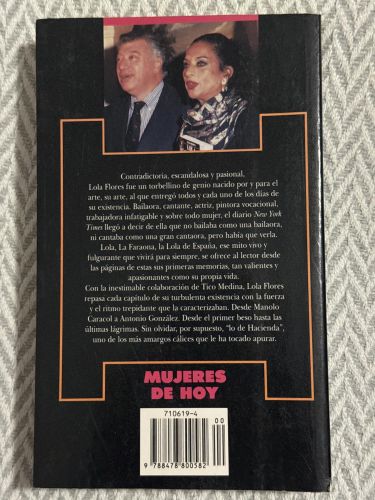 Contradictoria, escandalosa y pasional,
Lola Flores fue un torbellino de genio nacido por y para el
arte, su arte, al que entregó todos y cada uno de los días de
su existencia. Bailaora, cantante, actriz, pintora vocacional,
trabajadora infatigable y sobre todo mujer, el diario New York
Times llegó a decir de ella que no bailaba como una bailaora,
ni cantaba como una gran cantaora, pero había que verla.
Lola, La Faraona, la Lola de España, ese mito vivo y
fulgurante que vivirá para siempre, se ofrece al lector desde
las páginas de estas sus primeras memorias, tan valientes y
apasionantes como su propia vida.
Con la inestimable colaboración de Tico Medina, Lola Flores
repasa cada capítulo de su turbulenta existencia con la fuerza
y el ritmo trepidante que la caracterizaban. Desde Manolo
Caracol a Antonio González. Desde el primer beso hasta las
últimas lágrimas. Sin olvidar, por supuesto, "lo de Hacienda",
uno de los más amargos cálices que le ha tocado apurar.
MUJERES
DE HOY
710619-4
00
9 788478 800582